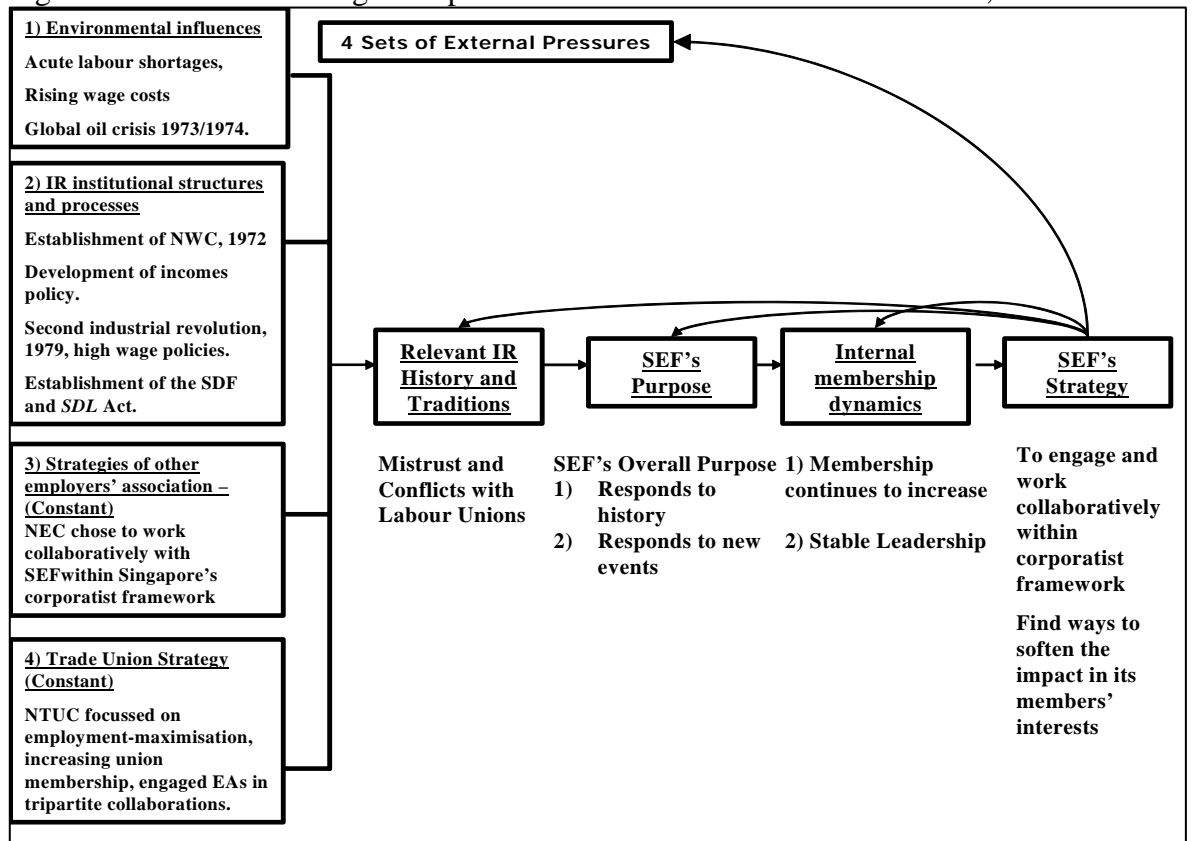 1) Environmental influences
Acute labour shortages,
Rising wage costs
Global oil crisis 1973/1974.
4 Sets of External Pressures
2) IR institutional structures
and processes
Establishment of NWC, 1972
Development of incomes
policy.
Second industrial revolution,
1979, high wage policies.
Establishment of the SDF
and SDL Act.
3) Strategies of other
employers' association –
(Constant)
NEC chose to work
collaboratively with
SEFwithin Singapore's
corporatist framework
4) Trade Union Strategy
(Constant)
NTUC focussed on
employment-maximisation,
increasing union
membership, engaged EAs in
tripartite collaborations.
Relevant IR
History and
Traditions
Mistrust and
Conflicts with
Labour Unions
SEF's
Purpose
SEF's Overall Purpose
1) Responds to
history
2) Responds to new
events
Internal
membership
dynamics
1) Membership
continues to increase
2) Stable Leadership
SEF's
Strategy
To engage and
work
collaboratively
within
corporatist
framework
Find ways to
soften the
impact in its
members'
interests